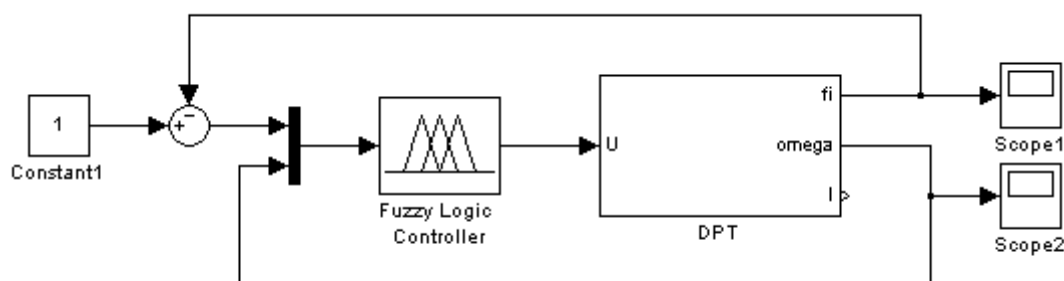 1
Constant1
+
−
Fuzzy Logic
Controller
U
fi
omega
I
DPT
Scope1
Scope2